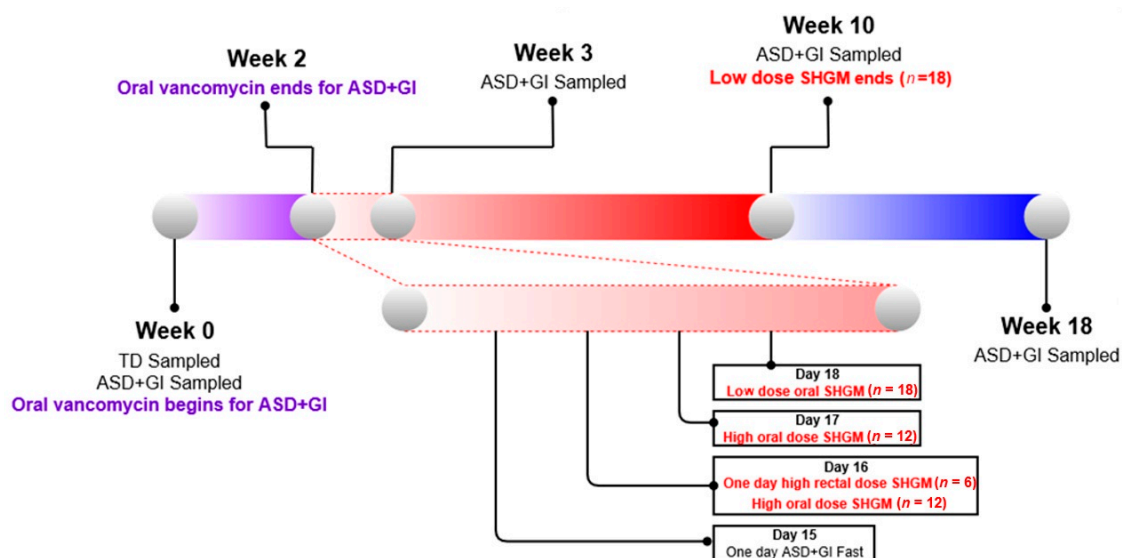 Week 2
Oral vancomycin ends for ASD+GI
Week 3
ASD+GI Sampled
Week 10
ASD+GI Sampled
Low dose SHGM ends (n=18)
Week 0
TD Sampled
ASD+GI Sampled
Oral vancomycin begins for ASD+GI
Week 18
ASD+GI Sampled
Day 18
Low dose oral SHGM (n = 18)
Day 17
High oral dose SHGM (n = 12)
Day 16
One day high rectal dose SHGM (n = 6)
High oral dose SHGM (n = 12)
Day 15
One day ASD+GI Fast